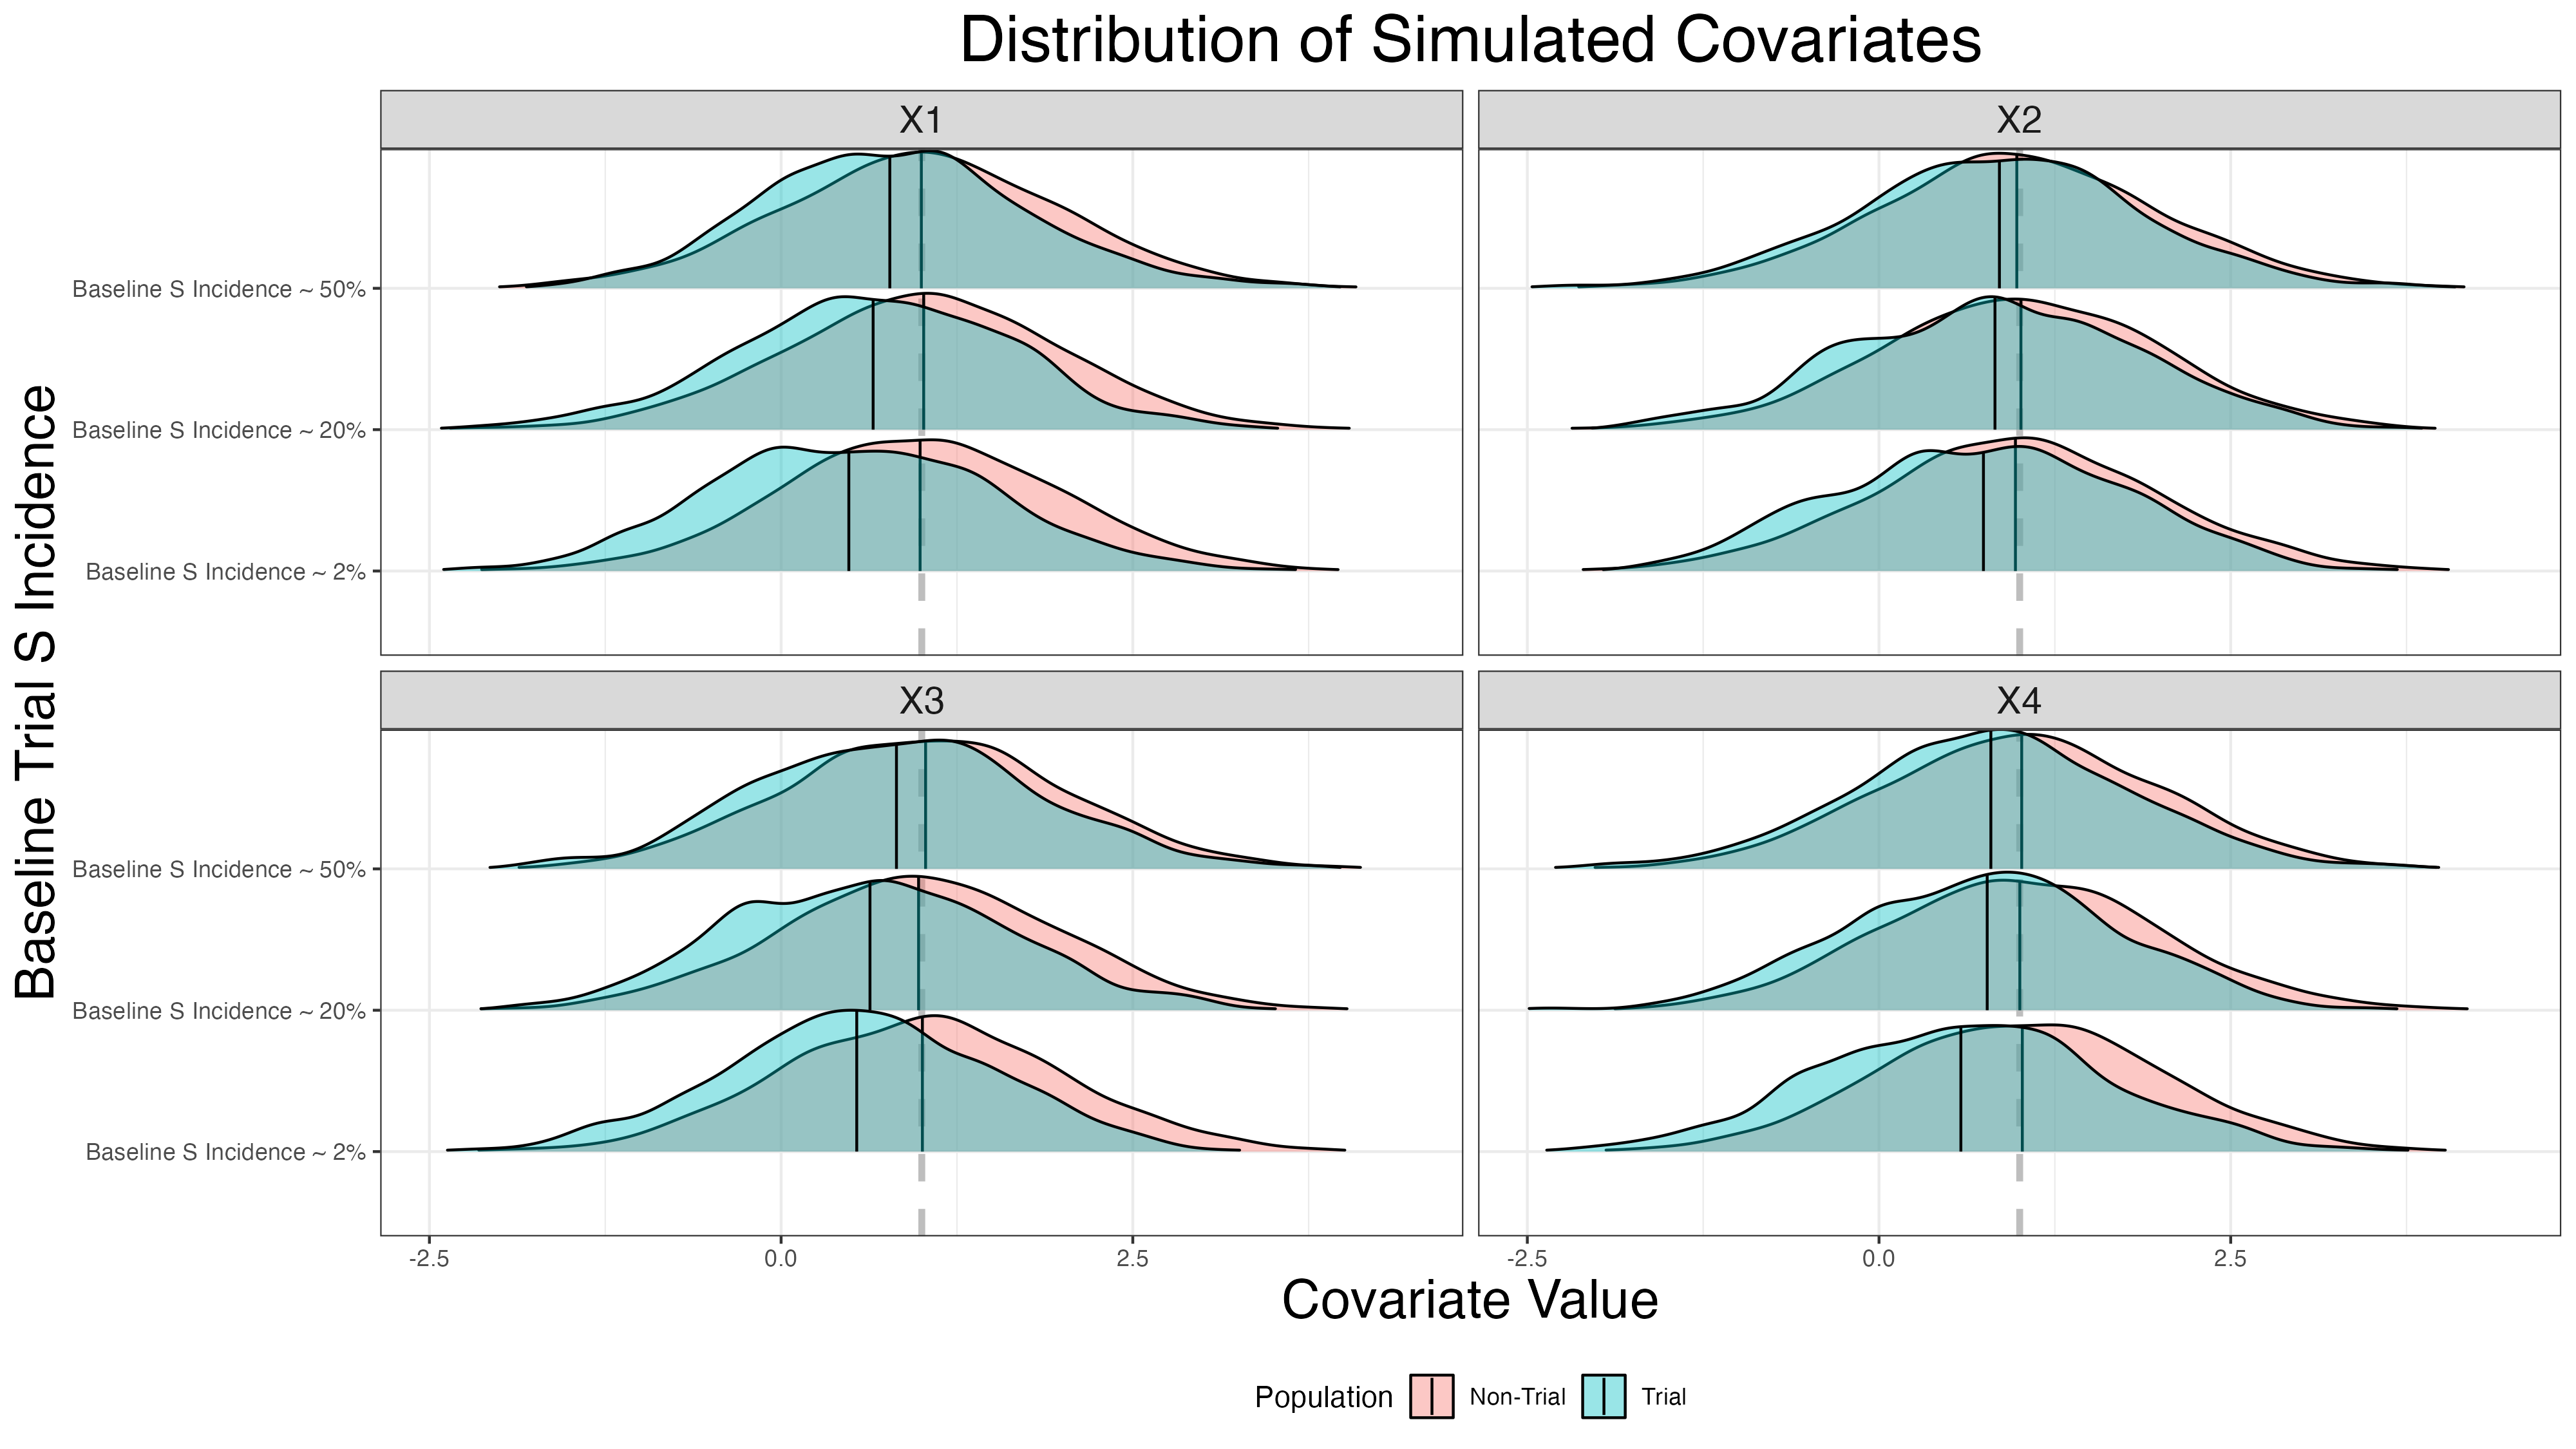 Distribution of Simulated Covariates
X1
X2
Baseline Trial S Incidence
Baseline S Incidence ~ 50%
Baseline S Incidence ~ 20%
Baseline S Incidence ~ 2%
X3
X4
Baseline S Incidence ~ 50%
Baseline S Incidence ~ 20%
Baseline S Incidence ~ 2%
-2.5 0.0 2.5 -2.5 0.0 2.5
Covariate Value
Population Non-Trial Trial